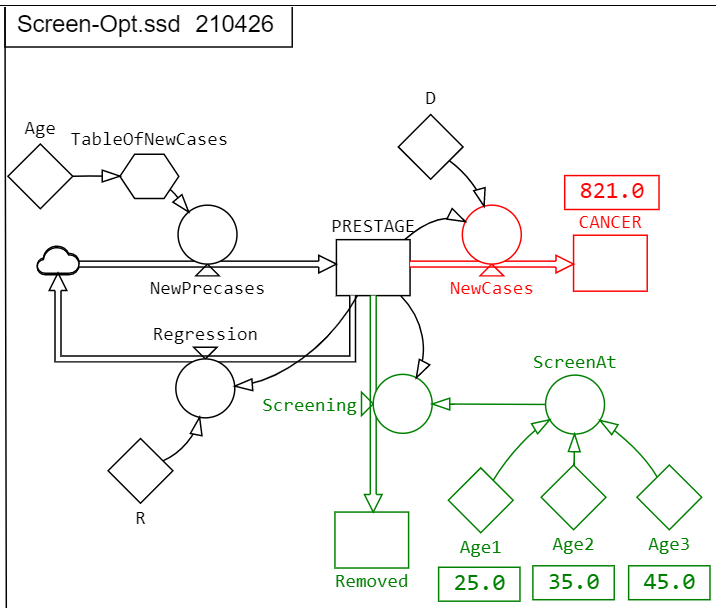 Screen-Opt.ssd 210426
D
Age
TableOfNewCases
821.0
CANCER
PRESTAGE
NewPrecases
NewCases
Regression
ScreenAt
Screening
R
Age1
Age2
Age3
Removed
25.0
35.0
45.0